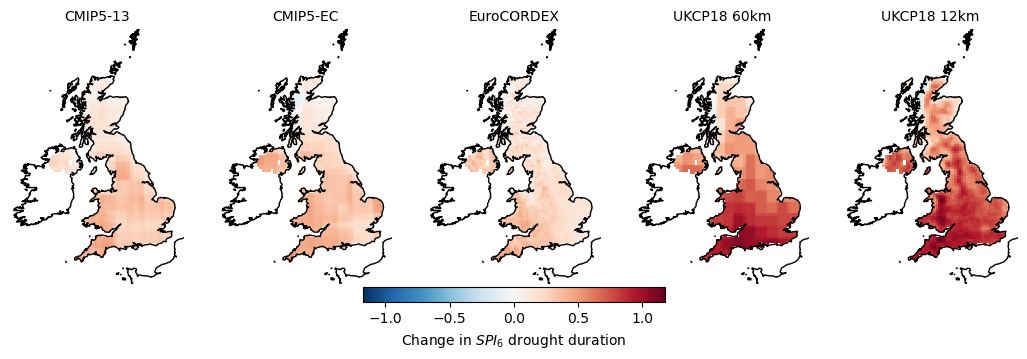 CMIP5-13 CMIP5-EC EuroCORDEX UKCP18 60km UKCP18 12km
−1.0 −0.5 0.0 0.5 1.0
Change in SPI₆ drought duration